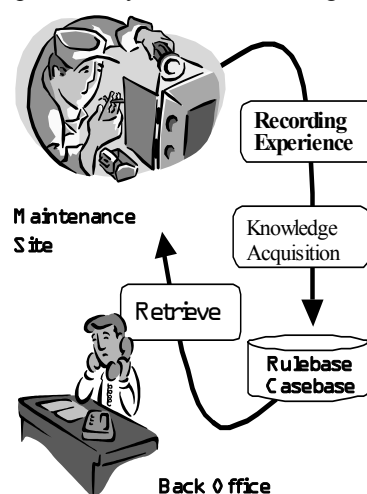 Recording
Experience
Maintenance
Site
Knowledge
Acquisition
Retrieve
Rulebase
Casebase
Back Office